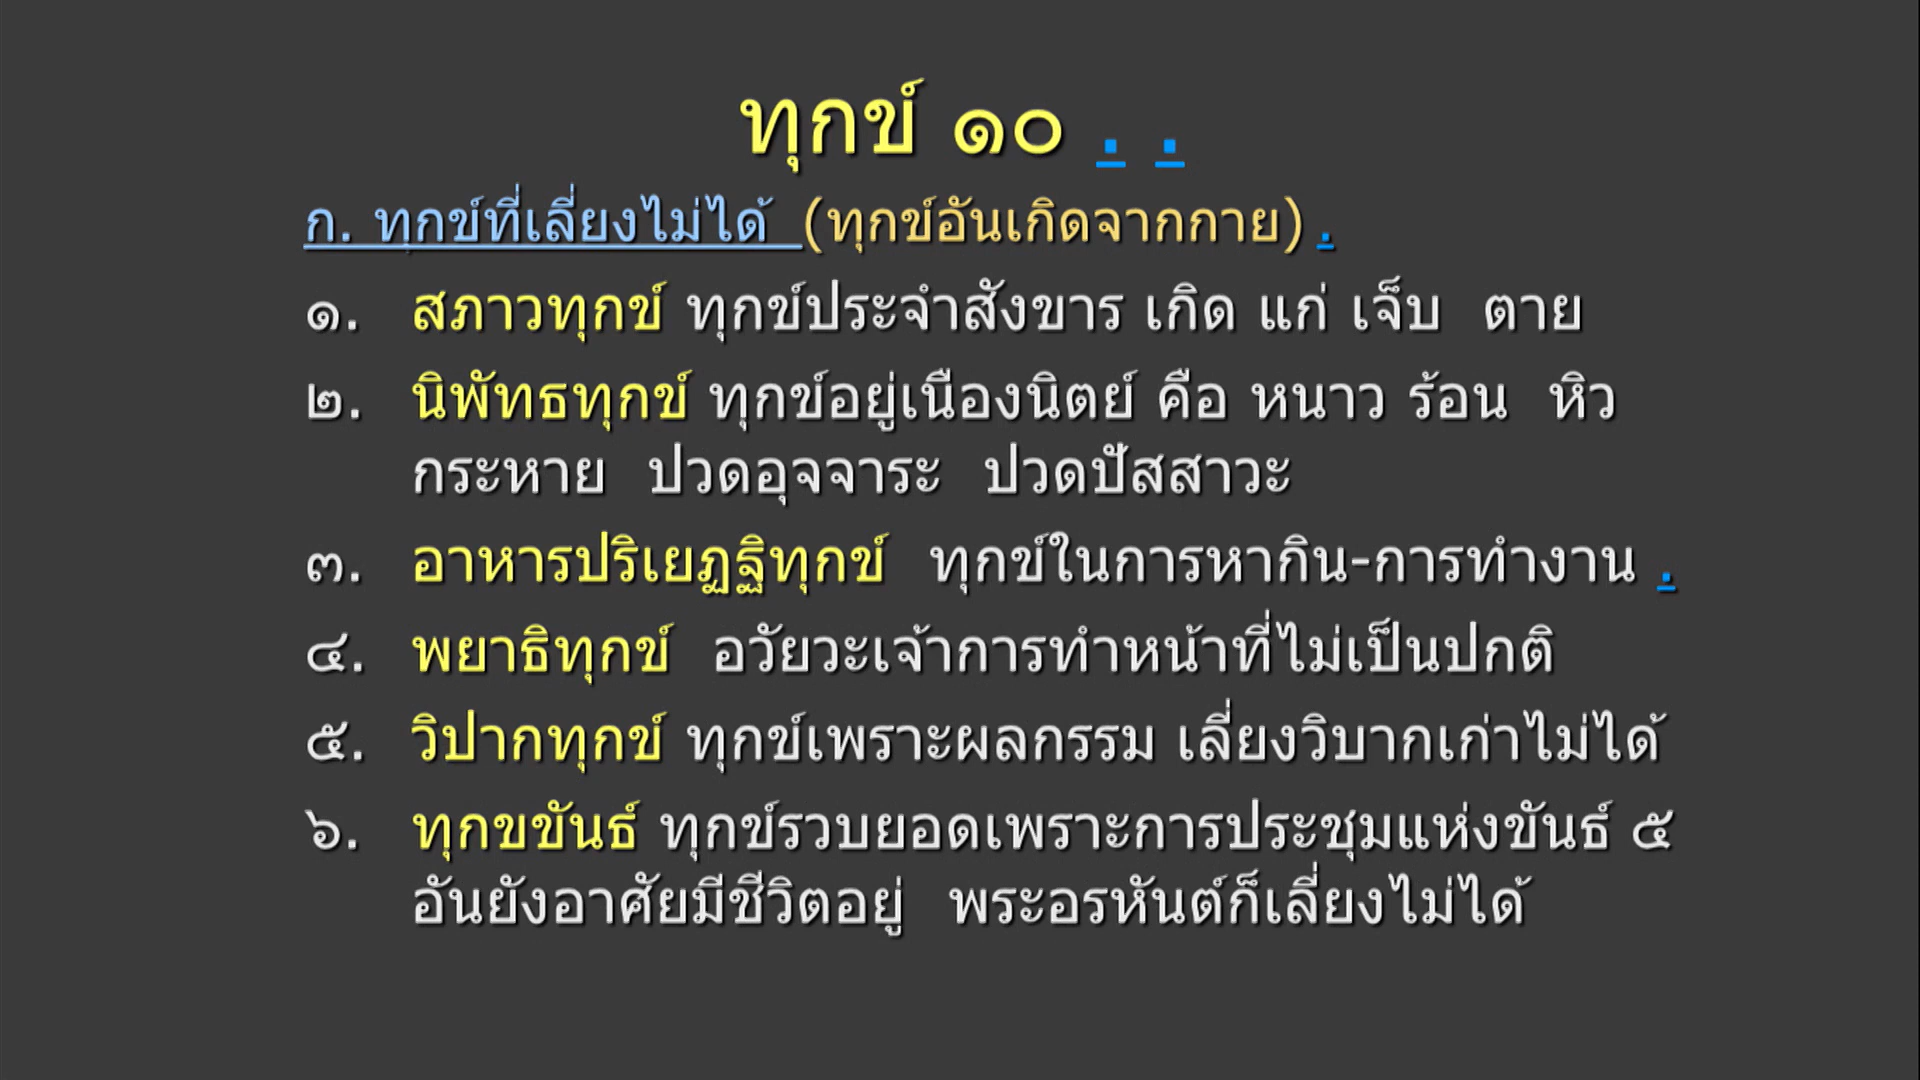 ทุกข์ ๑๐ . .
ก. ทุกข์ที่เลี่ยงไม่ได้ (ทุกข์อันเกิดจากกาย) .
๑. สภาวทุกข์ ทุกข์ประจำสังขาร เกิด แก่ เจ็บ ตาย
๒. นิพัทธทุกข์ ทุกข์อยู่เนืองนิตย์ คือ หนาว ร้อน หิว
กระหาย ปวดอุจจาระ ปวดปัสสาวะ
๓. อาหารปริเยฏฐิทุกข์ ทุกข์ในการหากิน-การทำงาน .
๔. พยาธิทุกข์ อวัยวะเจ้าการทำหน้าที่ไม่เป็นปกติ
๕. วิปากทุกข์ ทุกข์เพราะผลกรรม เลี่ยงวิบากเก่าไม่ได้
๖. ทุกขขันธ์ ทุกข์รวบยอดเพราะการประชุมแห่งขันธ์ ๕
อันยังอาศัยมีชีวิตอยู่ พระอรหันต์ก็เลี่ยงไม่ได้